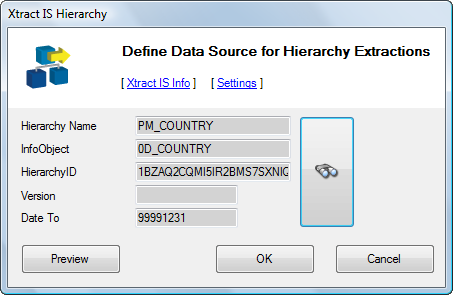 Xtract IS Hierarchy
Define Data Source for Hierarchy Extractions
[ Xtract IS Info ] [ Settings ]
Hierarchy Name PM_COUNTRY
InfoObject 0D_COUNTRY
HierarchyID 1BZAQ2CQMI5IR2BMS7SXNIQ
Version
Date To 99991231
Preview OK Cancel